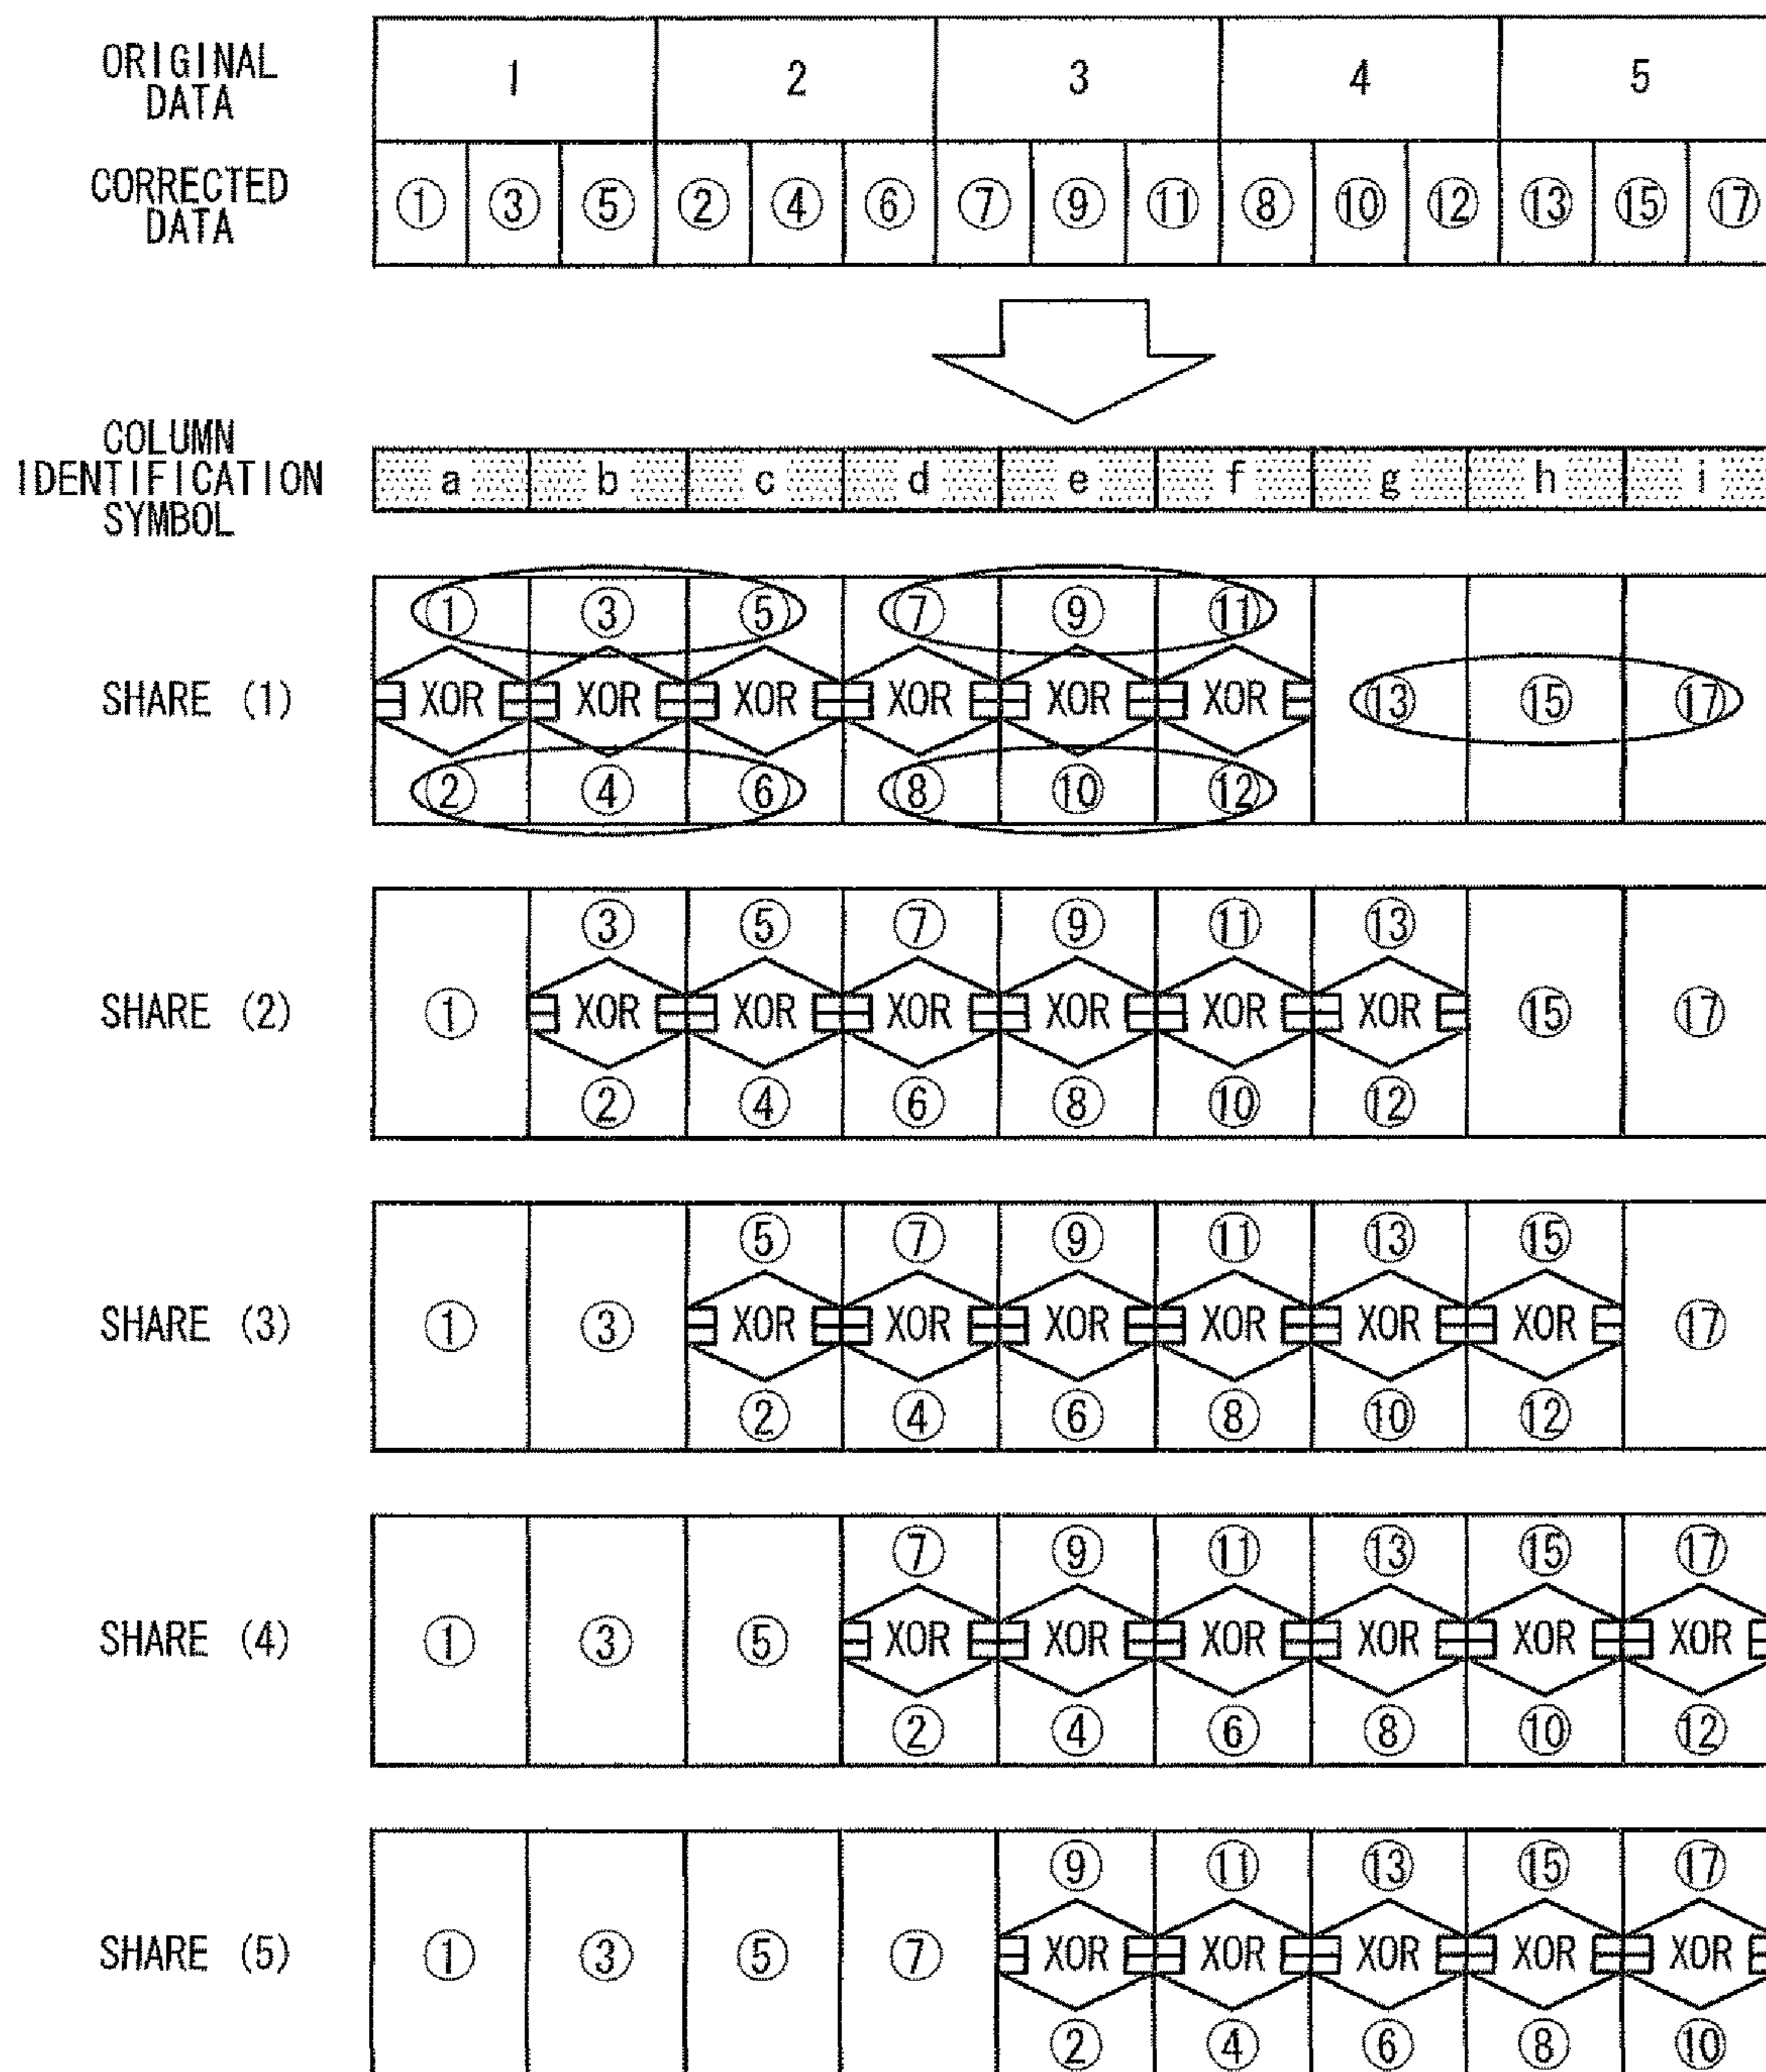 ORIGINAL DATA 1 2 3 4 5
CORRECTED DATA ① ③ ⑤ ② ④ ⑥ ⑦ ⑨ ⑪ ⑧ ⑩ ⑫ ⑬ ⑮ ⑰
COLUMN IDENTIFICATION SYMBOL a b c d e f g h i
① ③ ⑤ ⑦ ⑨ ⑪
SHARE (1) XOR XOR XOR XOR XOR XOR ⑬ ⑮ ⑰
② ④ ⑥ ⑧ ⑩ ⑫
③ ⑤ ⑦ ⑨ ⑪ ⑬
SHARE (2) ① XOR XOR XOR XOR XOR XOR ⑮ ⑰
② ④ ⑥ ⑧ ⑩ ⑫
⑤ ⑦ ⑨ ⑪ ⑬ ⑮
SHARE (3) ① ③ XOR XOR XOR XOR XOR XOR ⑰
② ④ ⑥ ⑧ ⑩ ⑫
⑦ ⑨ ⑪ ⑬ ⑮ ⑰
SHARE (4) ① ③ ⑤ XOR XOR XOR XOR XOR XOR
② ④ ⑥ ⑧ ⑩ ⑫
⑨ ⑪ ⑬ ⑮ ⑰
SHARE (5) ① ③ ⑤ ⑦ XOR XOR XOR XOR XOR
② ④ ⑥ ⑧ ⑩